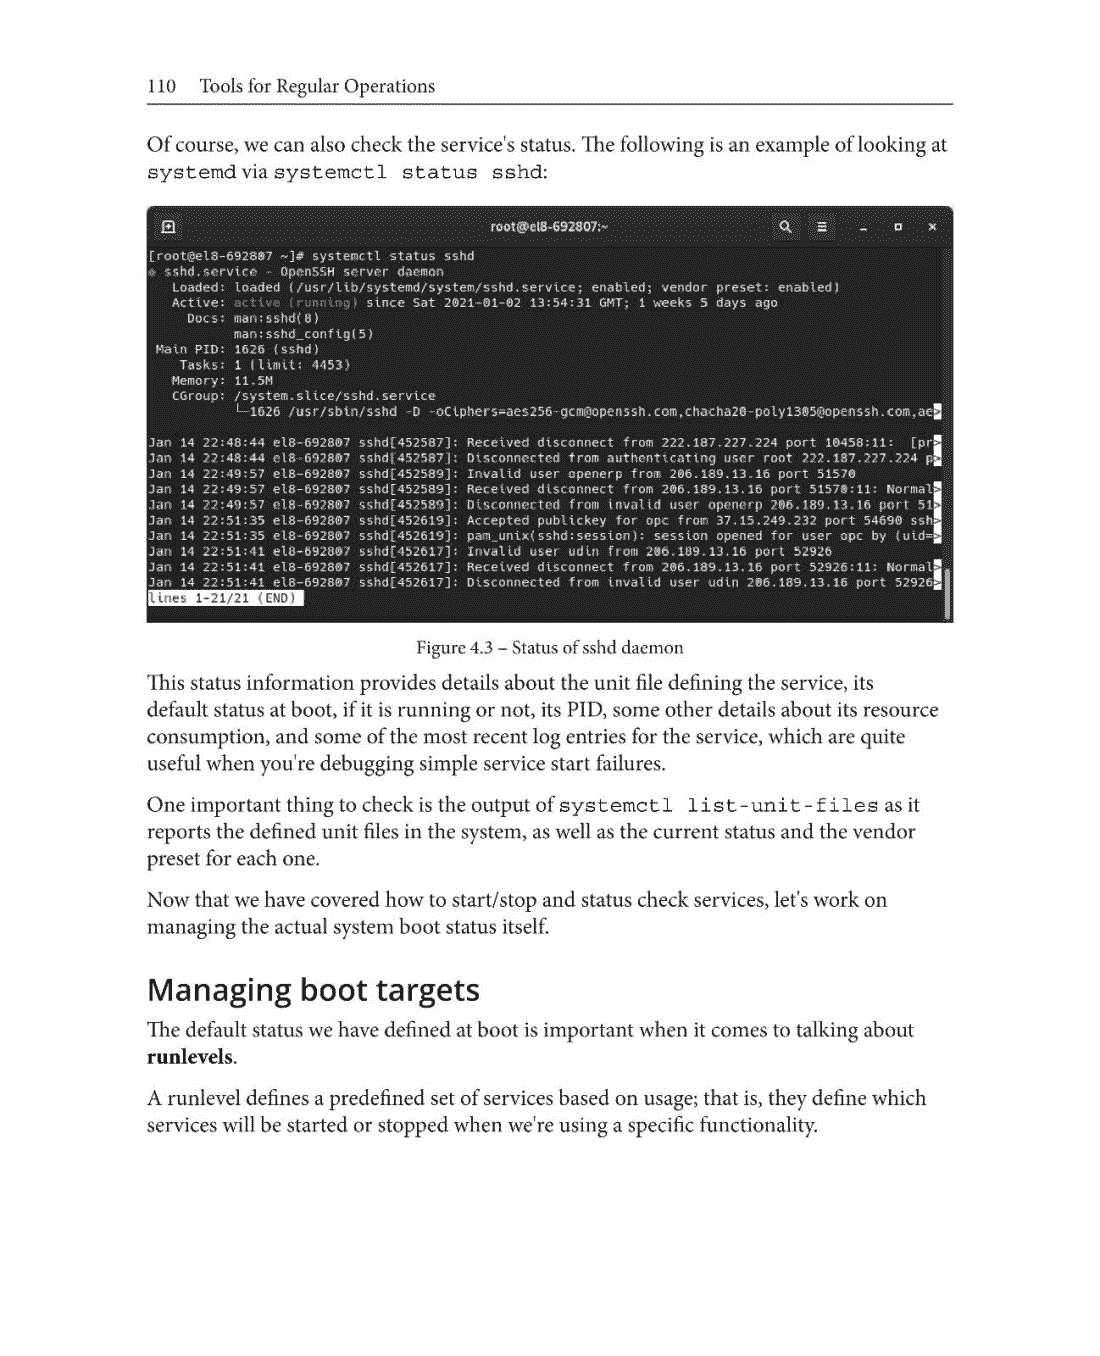 110 Tools for Regular Operations
Of course, we can also check the service's status. The following is an example of looking at
systemd via systemctl status sshd:
root@el8-692807:~
[root@el8-692807 ~]# systemctl status sshd
sshd.service - OpenSSH server daemon
Loaded: loaded (/usr/lib/systemd/system/sshd.service; enabled; vendor preset: enabled)
Active: active (running) since Sat 2021-01-02 13:54:31 GMT; 1 weeks 5 days ago
Docs: man:sshd(8)
man:sshd_config(5)
Main PID: 1626 (sshd)
Tasks: 1 (limit: 4453)
Memory: 11.5M
CGroup: /system.slice/sshd.service
└─1626 /usr/sbin/sshd -D -oCiphers=aes256-gcm@openssh.com,chacha20-poly1305@openssh.com,ae>
Jan 14 22:48:44 el8-692807 sshd[452587]: Received disconnect from 222.187.227.224 port 10458:11: [pr>
Jan 14 22:48:44 el8-692807 sshd[452587]: Disconnected from authenticating user root 222.187.227.224 p>
Jan 14 22:49:57 el8-692807 sshd[452589]: Invalid user openerp from 206.189.13.16 port 51570
Jan 14 22:49:57 el8-692807 sshd[452589]: Received disconnect from 206.189.13.16 port 51570:11: Normal>
Jan 14 22:49:57 el8-692807 sshd[452589]: Disconnected from invalid user openerp 206.189.13.16 port 51>
Jan 14 22:51:35 el8-692807 sshd[452619]: Accepted publickey for opc from 37.15.249.232 port 54690 ssh>
Jan 14 22:51:35 el8-692807 sshd[452619]: pam_unix(sshd:session): session opened for user opc by (uid=>
Jan 14 22:51:41 el8-692807 sshd[452617]: Invalid user udin from 206.189.13.16 port 52926
Jan 14 22:51:41 el8-692807 sshd[452617]: Received disconnect from 206.189.13.16 port 52926:11: Normal>
Jan 14 22:51:41 el8-692807 sshd[452617]: Disconnected from invalid user udin 206.189.13.16 port 52926>
lines 1-21/21 (END)
Figure 4.3 – Status of sshd daemon
This status information provides details about the unit file defining the service, its
default status at boot, if it is running or not, its PID, some other details about its resource
consumption, and some of the most recent log entries for the service, which are quite
useful when you're debugging simple service start failures.
One important thing to check is the output of systemctl list-unit-files as it
reports the defined unit files in the system, as well as the current status and the vendor
preset for each one.
Now that we have covered how to start/stop and status check services, let's work on
managing the actual system boot status itself.
Managing boot targets
The default status we have defined at boot is important when it comes to talking about
runlevels.
A runlevel defines a predefined set of services based on usage; that is, they define which
services will be started or stopped when we're using a specific functionality.